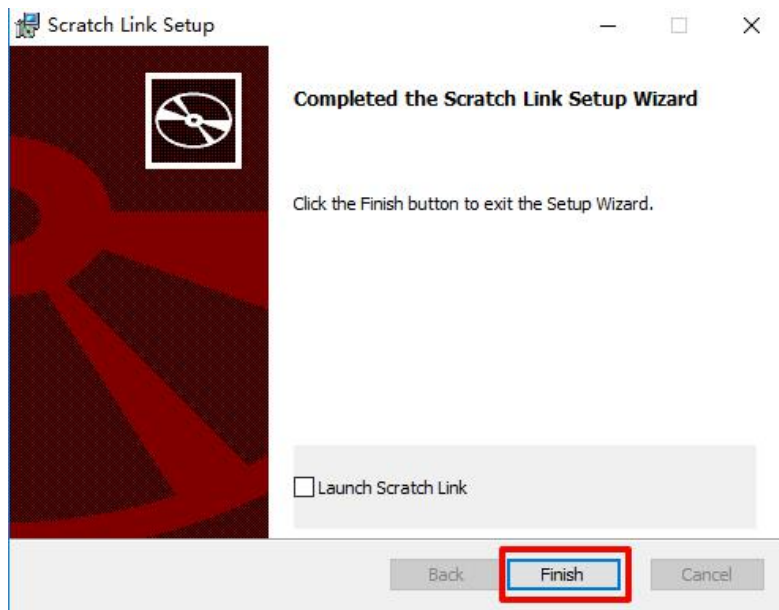 Scratch Link Setup
Completed the Scratch Link Setup Wizard
Click the Finish button to exit the Setup Wizard.
Launch Scratch Link
Back Finish Cancel